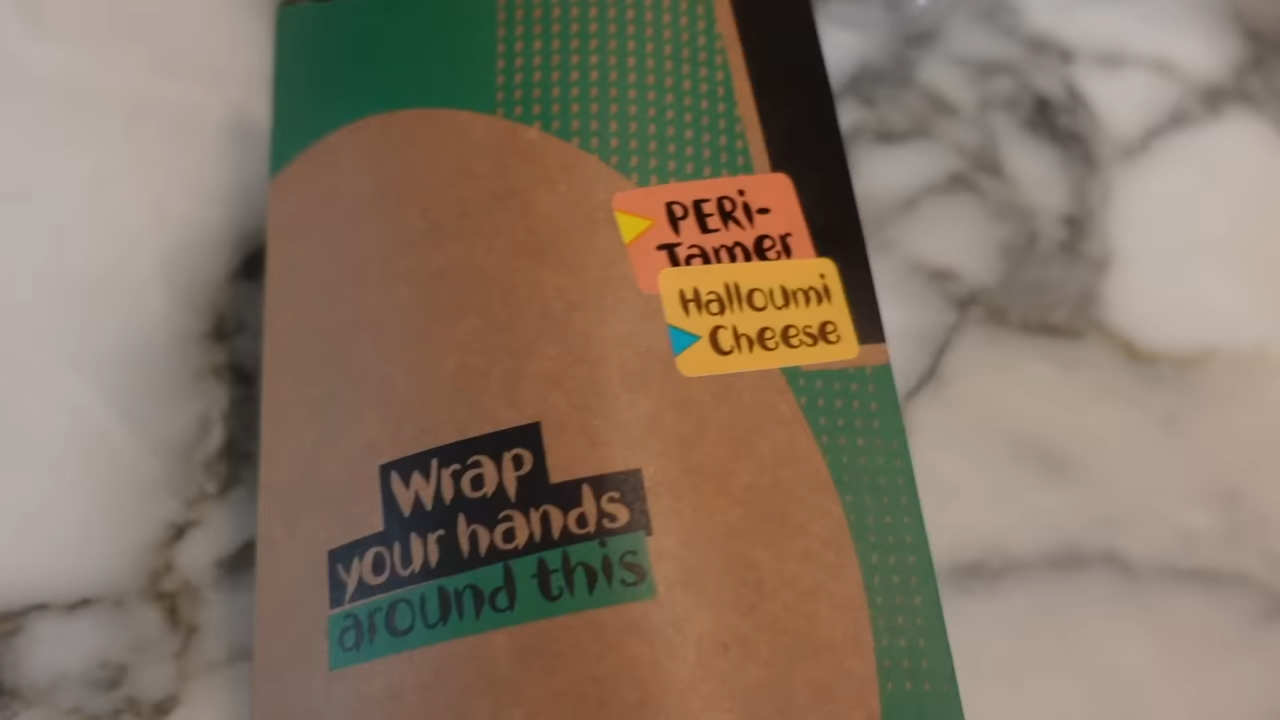 PERi-
Tamer
Halloumi
Cheese
Wrap
your hands
around this